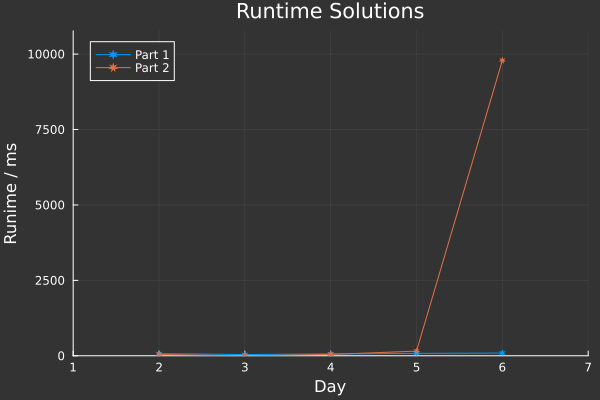 Runtime Solutions
Part 1
Part 2
10000
7500
5000
2500
0
Runime / ms
1 2 3 4 5 6 7
Day